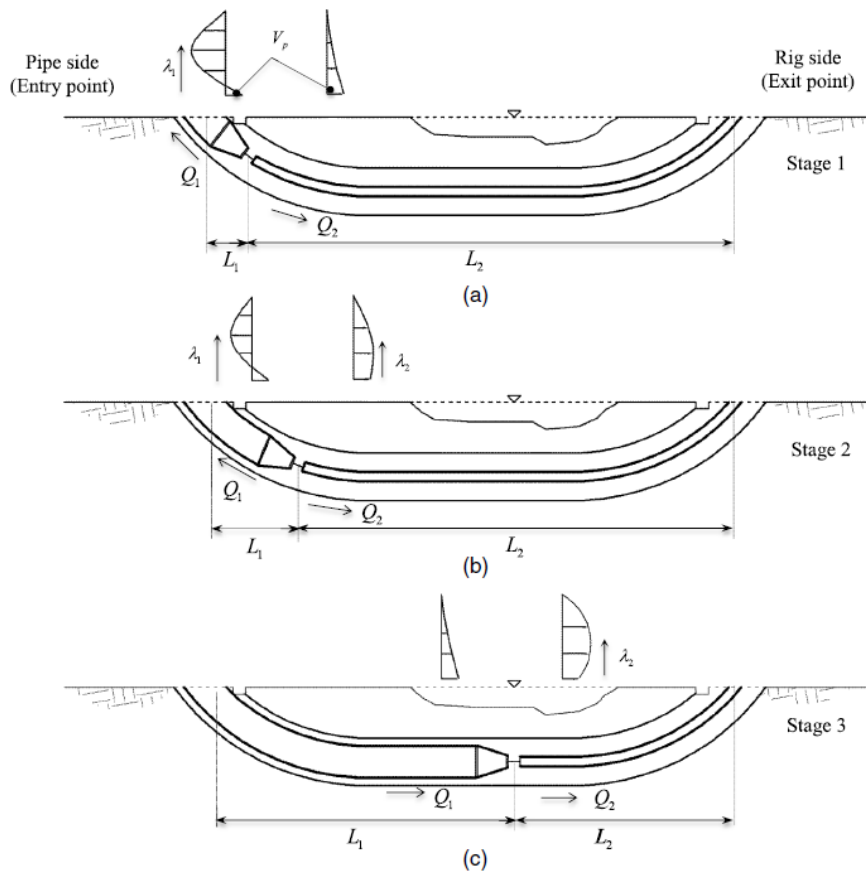 Pipe side
(Entry point)
λ₁
Vₚ
Rig side
(Exit point)
Stage 1
Q₁
Q₂
L₁
L₂
(a)
λ₁
λ₂
Stage 2
Q₁
Q₂
L₁
L₂
(b)
λ₂
Stage 3
Q₁
Q₂
L₁
L₂
(c)